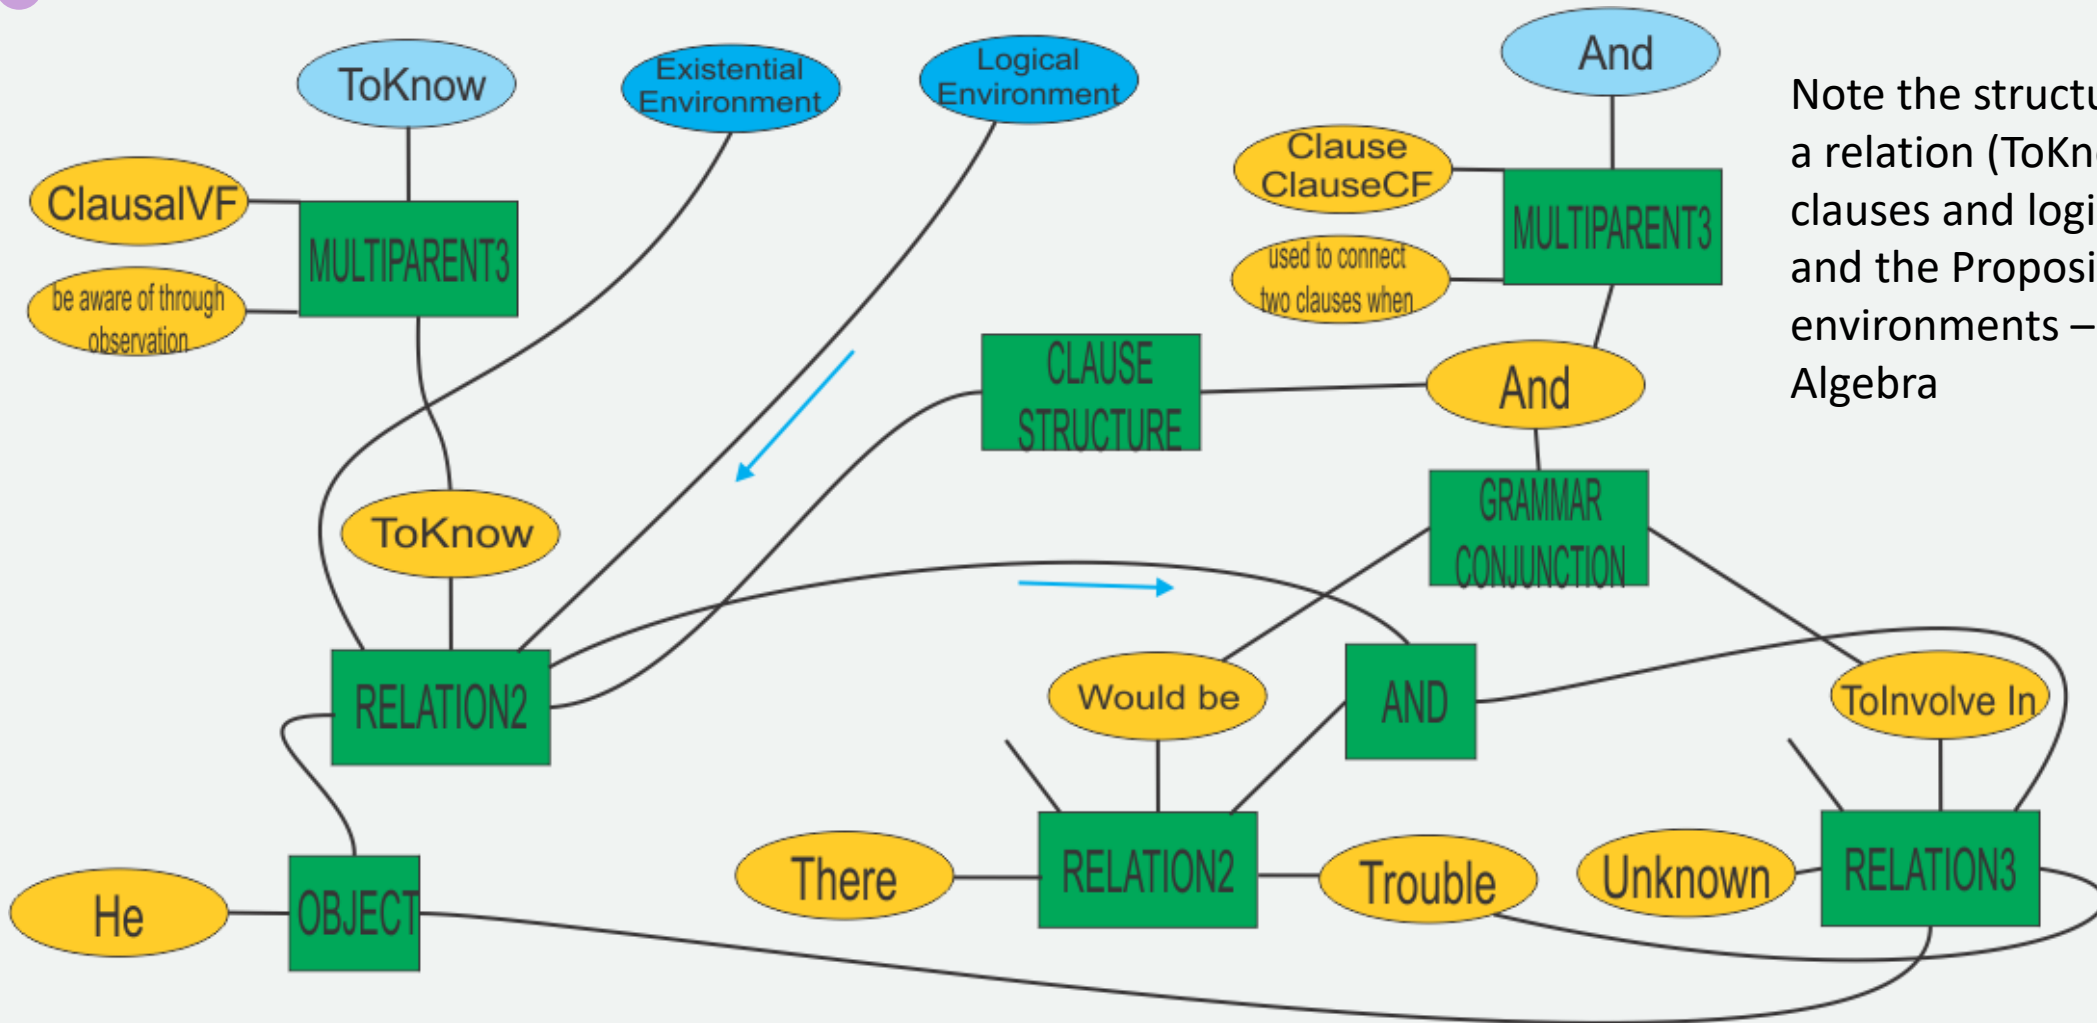 ToKnow
Existential
Environment
Logical
Environment
And
ClausalVF
MULTIPARENT3
be aware of through
observation
Clause
ClauseCF
MULTIPARENT3
used to connect
two clauses when
Note the structu
a relation (ToKn
clauses and logi
and the Proposi
environments –
Algebra
CLAUSE
STRUCTURE
And
GRAMMAR
CONJUNCTION
ToKnow
RELATION2
Would be
AND
ToInvolve In
He
OBJECT
There
RELATION2
Trouble
Unknown
RELATION3